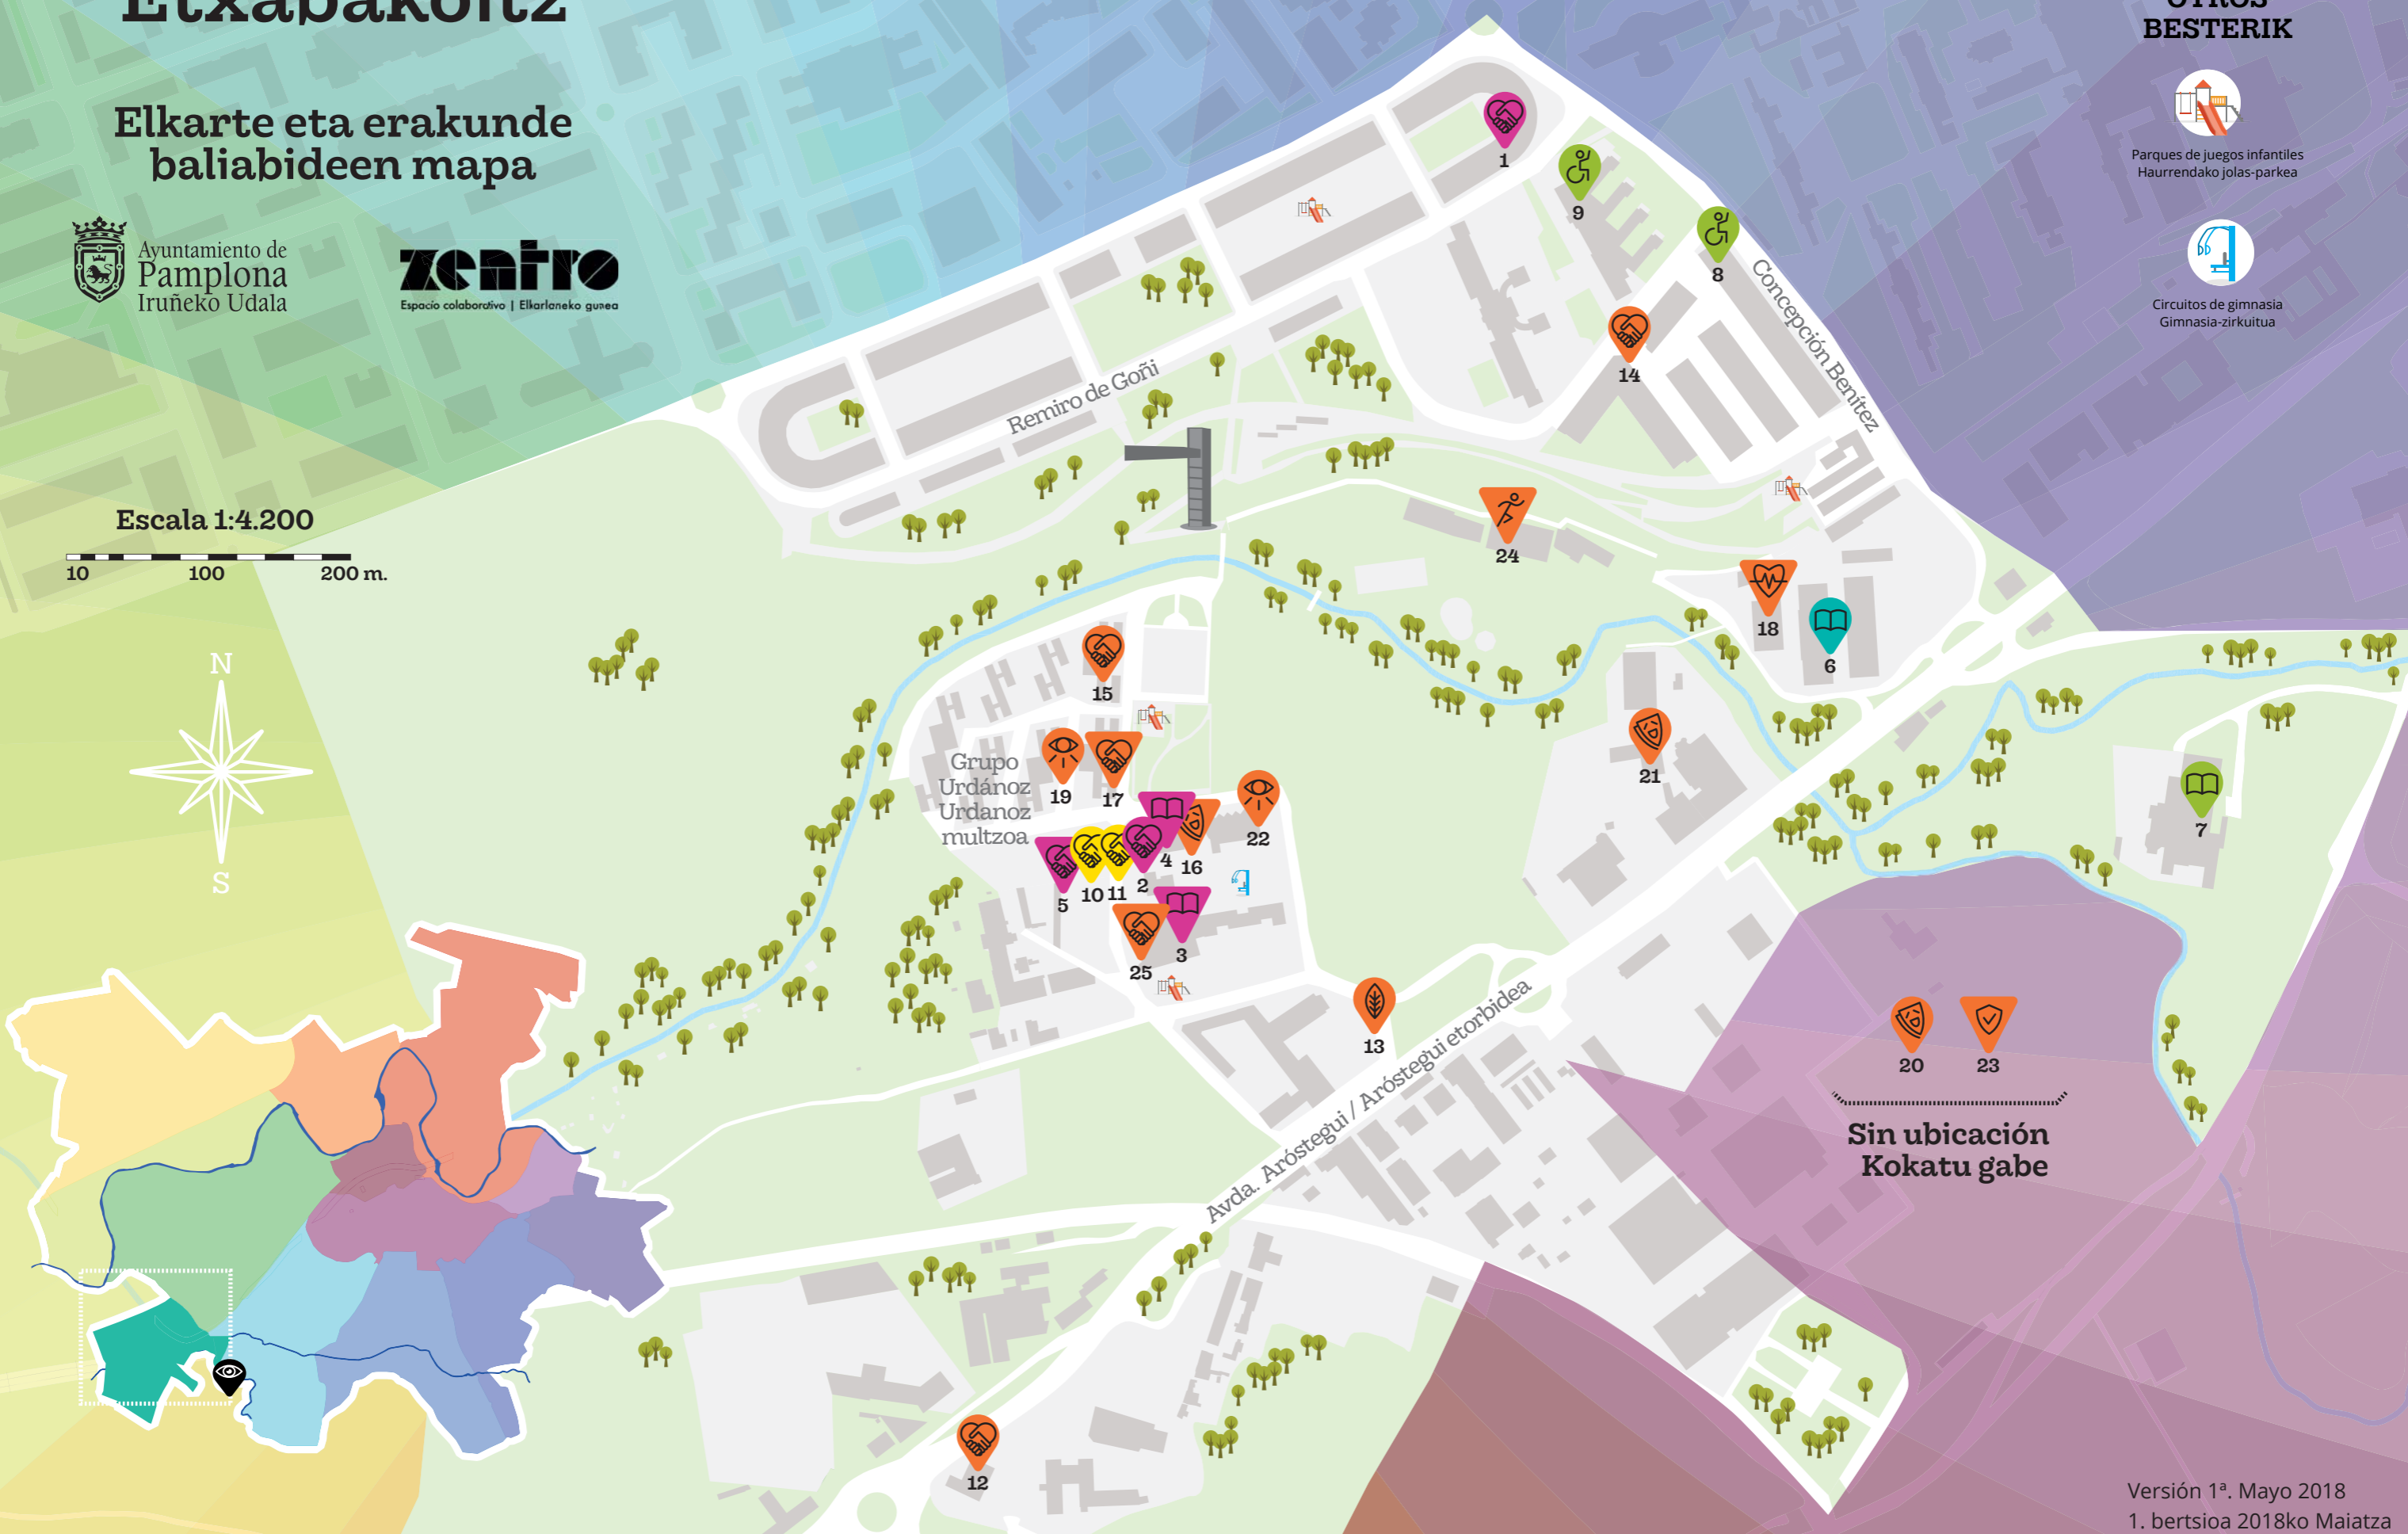 Etxabakoitz
Elkarte eta erakunde
baliabideen mapa
Ayuntamiento de
Pamplona
Iruñeko Udala
zentro
Espacio colaborativo | Elkarlaneko gunea
Escala 1:4.200
10 100 200 m.
N
S
OTROS
BESTERIK
Parques de juegos infantiles
Haurrendako jolas-parkea
Circuitos de gimnasia
Gimnasia-zirkuitua
1
9
8
14
Concepción Benítez
Remiro de Goñi
24
18
6
15
21
7
Grupo
Urdánoz
Urdanoz
multzoa
19
17
22
4
16
2
10
11
5
3
25
13
Avda. Aróstegui / Aróstegui etorbidea
20
23
Sin ubicación
Kokatu gabe
12
Versión 1ª. Mayo 2018
1. bertsioa 2018ko Maiatza